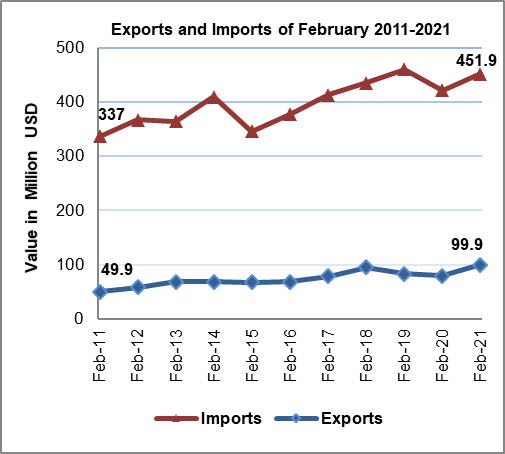 Exports and Imports of February 2011-2021
Value in Million USD
500
400
300
200
100
0
337
451.9
49.9
99.9
Feb-11
Feb-12
Feb-13
Feb-14
Feb-15
Feb-16
Feb-17
Feb-18
Feb-19
Feb-20
Feb-21
Imports
Exports